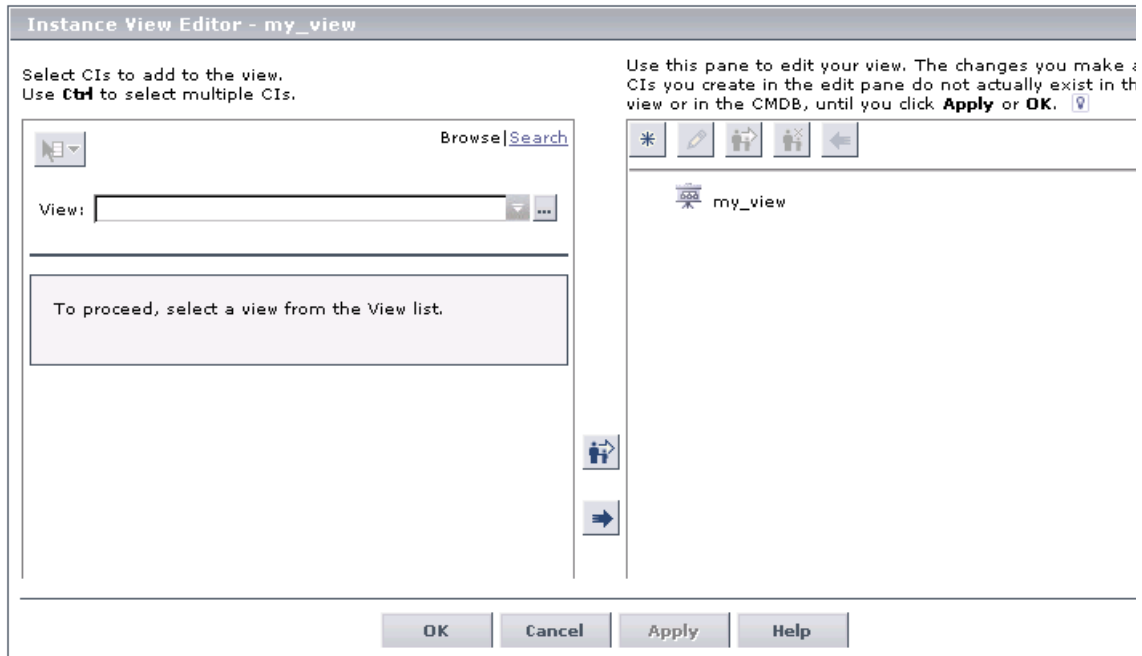 Instance View Editor - my_view
Select CIs to add to the view.
Use Ctrl to select multiple CIs.
Browse|Search
View:
...
To proceed, select a view from the View list.
Use this pane to edit your view. The changes you make
CIs you create in the edit pane do not actually exist in
view or in the CMDB, until you click Apply or OK.
my_view
OK
Cancel
Apply
Help